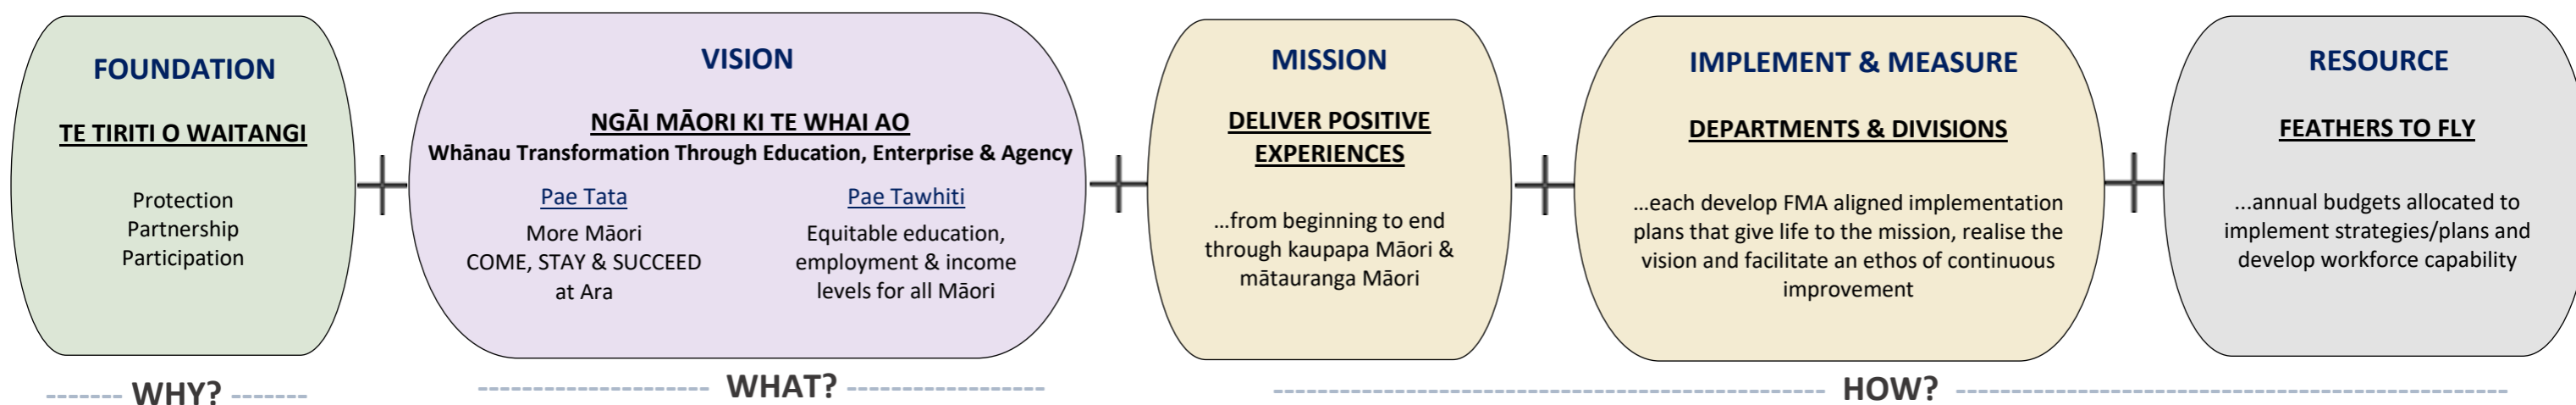 FOUNDATION
TE TIRITI O WAITANGI
Protection
Partnership
Participation
VISION
NGĀI MĀORI KI TE WHAI AO
Whānau Transformation Through Education, Enterprise & Agency
Pae Tata
More Māori
COME, STAY & SUCCEED
at Ara
Pae Tawhiti
Equitable education,
employment & income
levels for all Māori
MISSION
DELIVER POSITIVE
EXPERIENCES
...from beginning to end
through kaupapa Māori &
mātauranga Māori
IMPLEMENT & MEASURE
DEPARTMENTS & DIVISIONS
...each develop FMA aligned implementation
plans that give life to the mission, realise the
vision and facilitate an ethos of continuous
improvement
RESOURCE
FEATHERS TO FLY
...annual budgets allocated to
implement strategies/plans and
develop workforce capability
WHY?
WHAT?
HOW?